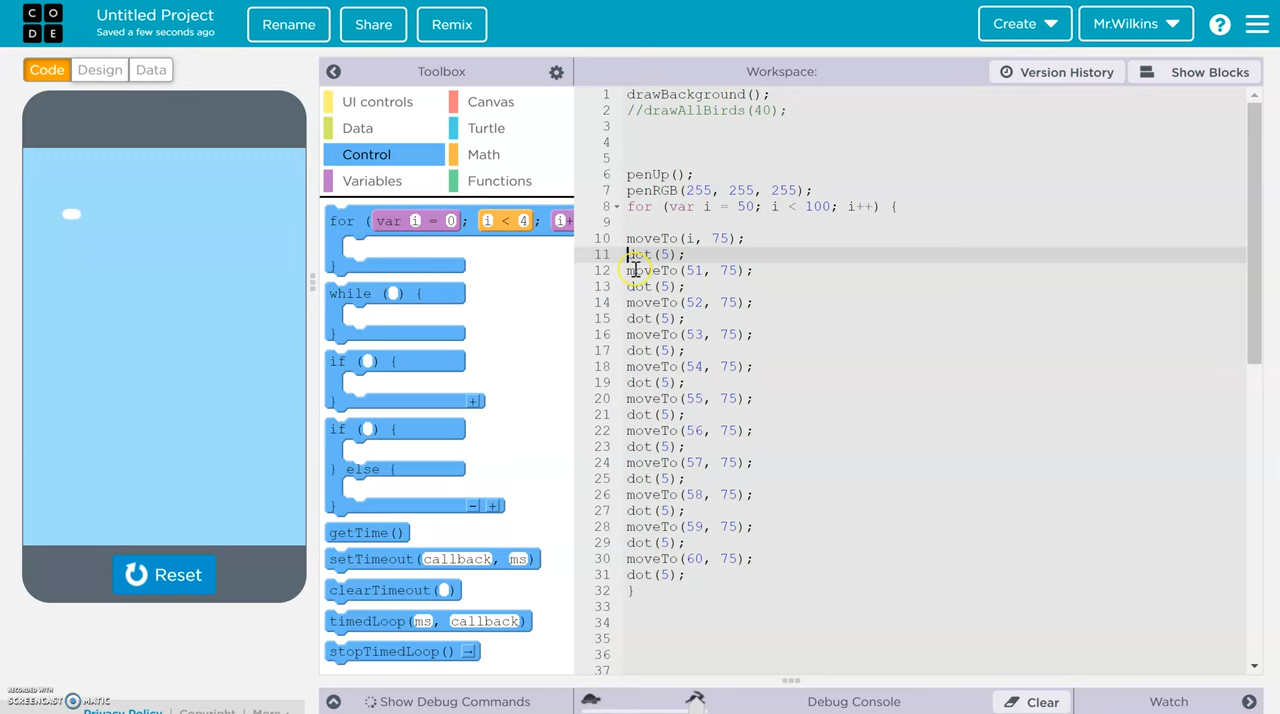 CO
DE
Untitled Project
Saved a few seconds ago
Rename
Share
Remix
Create
Mr.Wilkins
?
Code
Design
Data
Toolbox
Workspace:
Version History
Show Blocks
UI controls
Canvas
Data
Turtle
Control
Math
Variables
Functions
for ( var i = 0 ; i < 4 ; i+
}
while ( ) {
}
if ( ) {
}
+
if ( ) {
} else {
}
- +
getTime()
setTimeout(callback, ms)
clearTimeout( )
timedLoop(ms, callback)
stopTimedLoop()
Reset
1 drawBackground();
2 //drawAllBirds(40);
3
4
5
6 penUp();
7 penRGB(255, 255, 255);
8 for (var i = 50; i < 100; i++) {
9
10 moveTo(i, 75);
11 dot(5);
12 moveTo(51, 75);
13 dot(5);
14 moveTo(52, 75);
15 dot(5);
16 moveTo(53, 75);
17 dot(5);
18 moveTo(54, 75);
19 dot(5);
20 moveTo(55, 75);
21 dot(5);
22 moveTo(56, 75);
23 dot(5);
24 moveTo(57, 75);
25 dot(5);
26 moveTo(58, 75);
27 dot(5);
28 moveTo(59, 75);
29 dot(5);
30 moveTo(60, 75);
31 dot(5);
32 }
33
34
35
36
37
Show Debug Commands
Debug Console
Clear
Watch
RECORDED WITH
SCREENCAST MATIC
Privacy Policy | Copyright | More